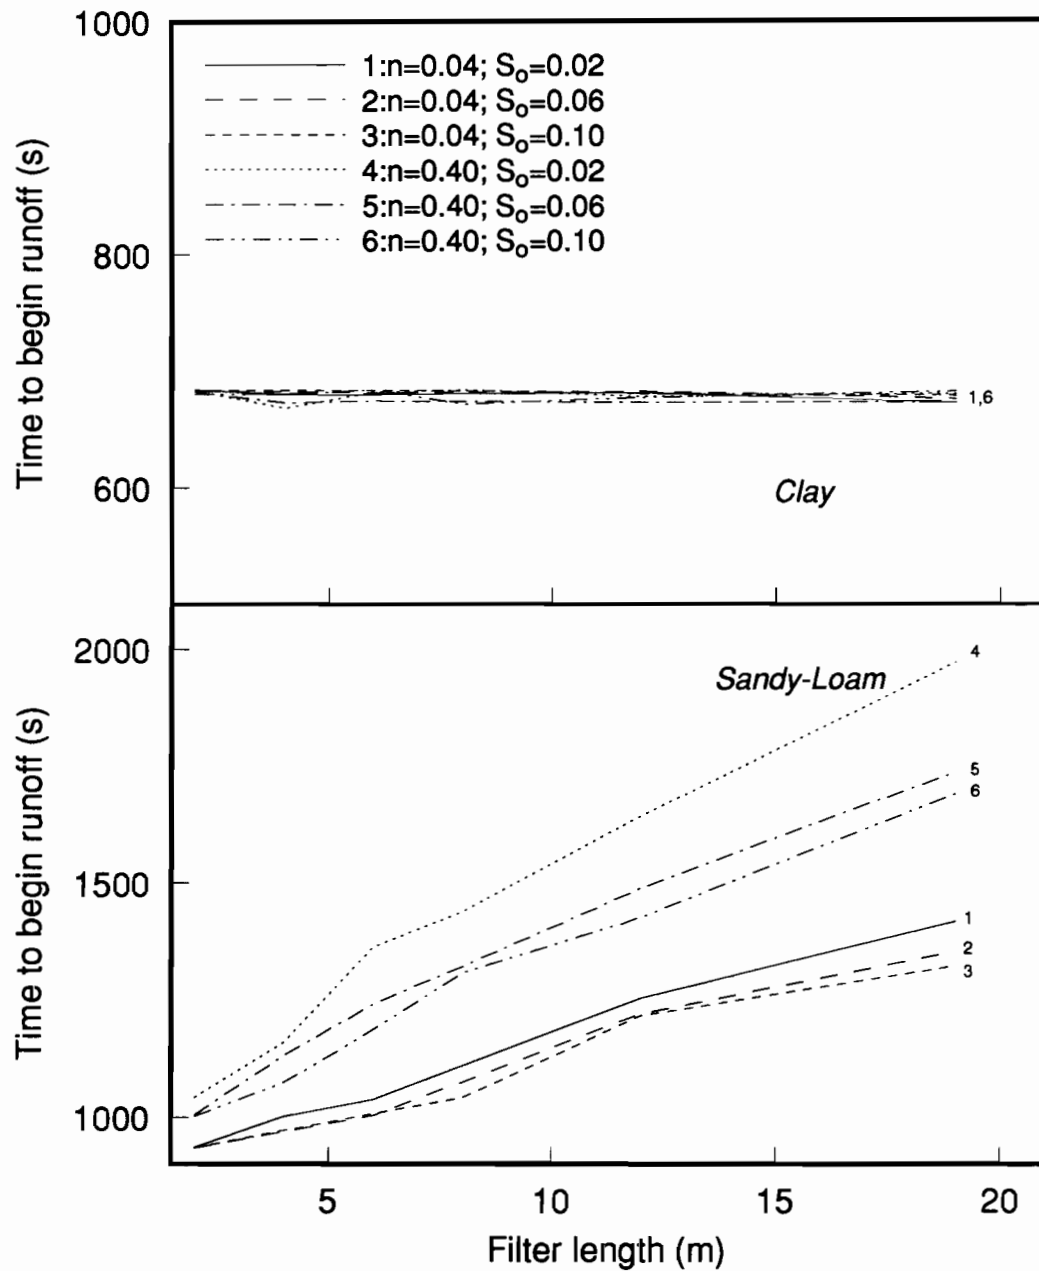 1000
800
600
Time to begin runoff (s)
1:n=0.04; So=0.02
2:n=0.04; So=0.06
3:n=0.04; So=0.10
4:n=0.40; So=0.02
5:n=0.40; So=0.06
6:n=0.40; So=0.10
1,6
Clay
2000
1500
1000
Time to begin runoff (s)
Sandy-Loam
4
5
6
1
2
3
5
10
15
20
Filter length (m)